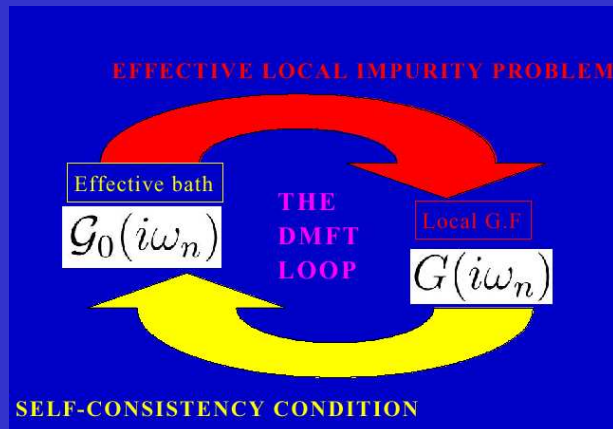 EFFECTIVE LOCAL IMPURITY PROBLEM
Effective bath
𝒢₀(iωₙ)
THE
DMFT
LOOP
Local G.F
G(iωₙ)
SELF-CONSISTENCY CONDITION